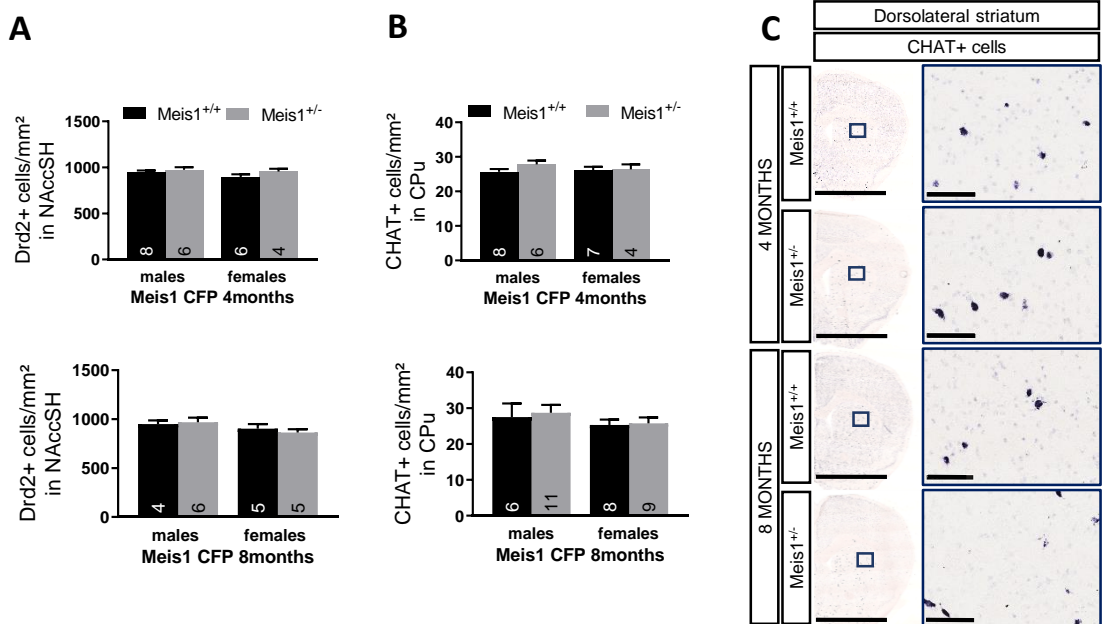 A
Meis1+/+ Meis1+/-
Drd2+ cells/mm²
in NAccSH
1500
1000
500
0
8 6 6 4
males females
Meis1 CFP 4months
Drd2+ cells/mm²
in NAccSH
1500
1000
500
0
4 6 5 5
males females
Meis1 CFP 8months
B
Meis1+/+ Meis1+/-
CHAT+ cells/mm²
in CPu
40
30
20
10
0
8 6 7 4
males females
Meis1 CFP 4months
CHAT+ cells/mm²
in CPu
40
30
20
10
0
6 11 8 9
males females
Meis1 CFP 8months
C
Dorsolateral striatum
CHAT+ cells
4 MONTHS
Meis1+/+
Meis1+/-
8 MONTHS
Meis1+/+
Meis1+/-